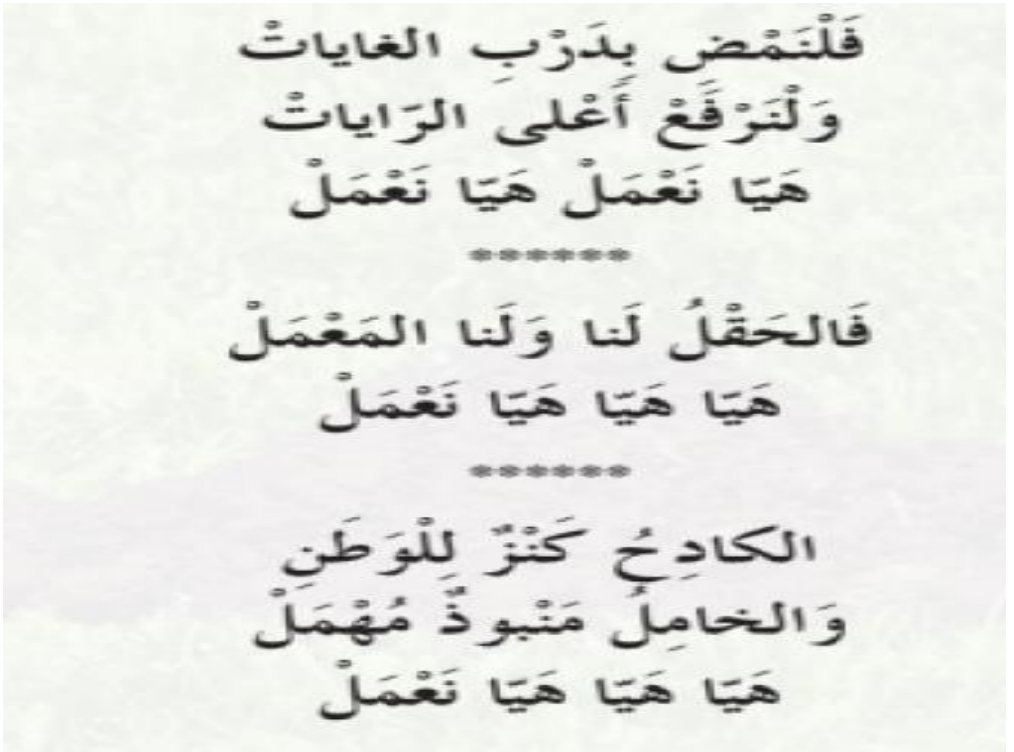 فَلْنَمْضِ بِدَرْبِ الغاياتْ
وَلْنَرْفَعْ أَعْلى الرّاياتْ
هَيّا نَعْمَلْ هَيّا نَعْمَلْ
******
فَالحَقْلُ لَنا وَلَنا المَعْمَلْ
هَيّا هَيّا هَيّا نَعْمَلْ
******
الكادِحُ كَنْزٌ لِلْوَطَنِ
وَالخامِلُ مَنْبوذٌ مُهْمَلْ
هَيّا هَيّا هَيّا نَعْمَلْ